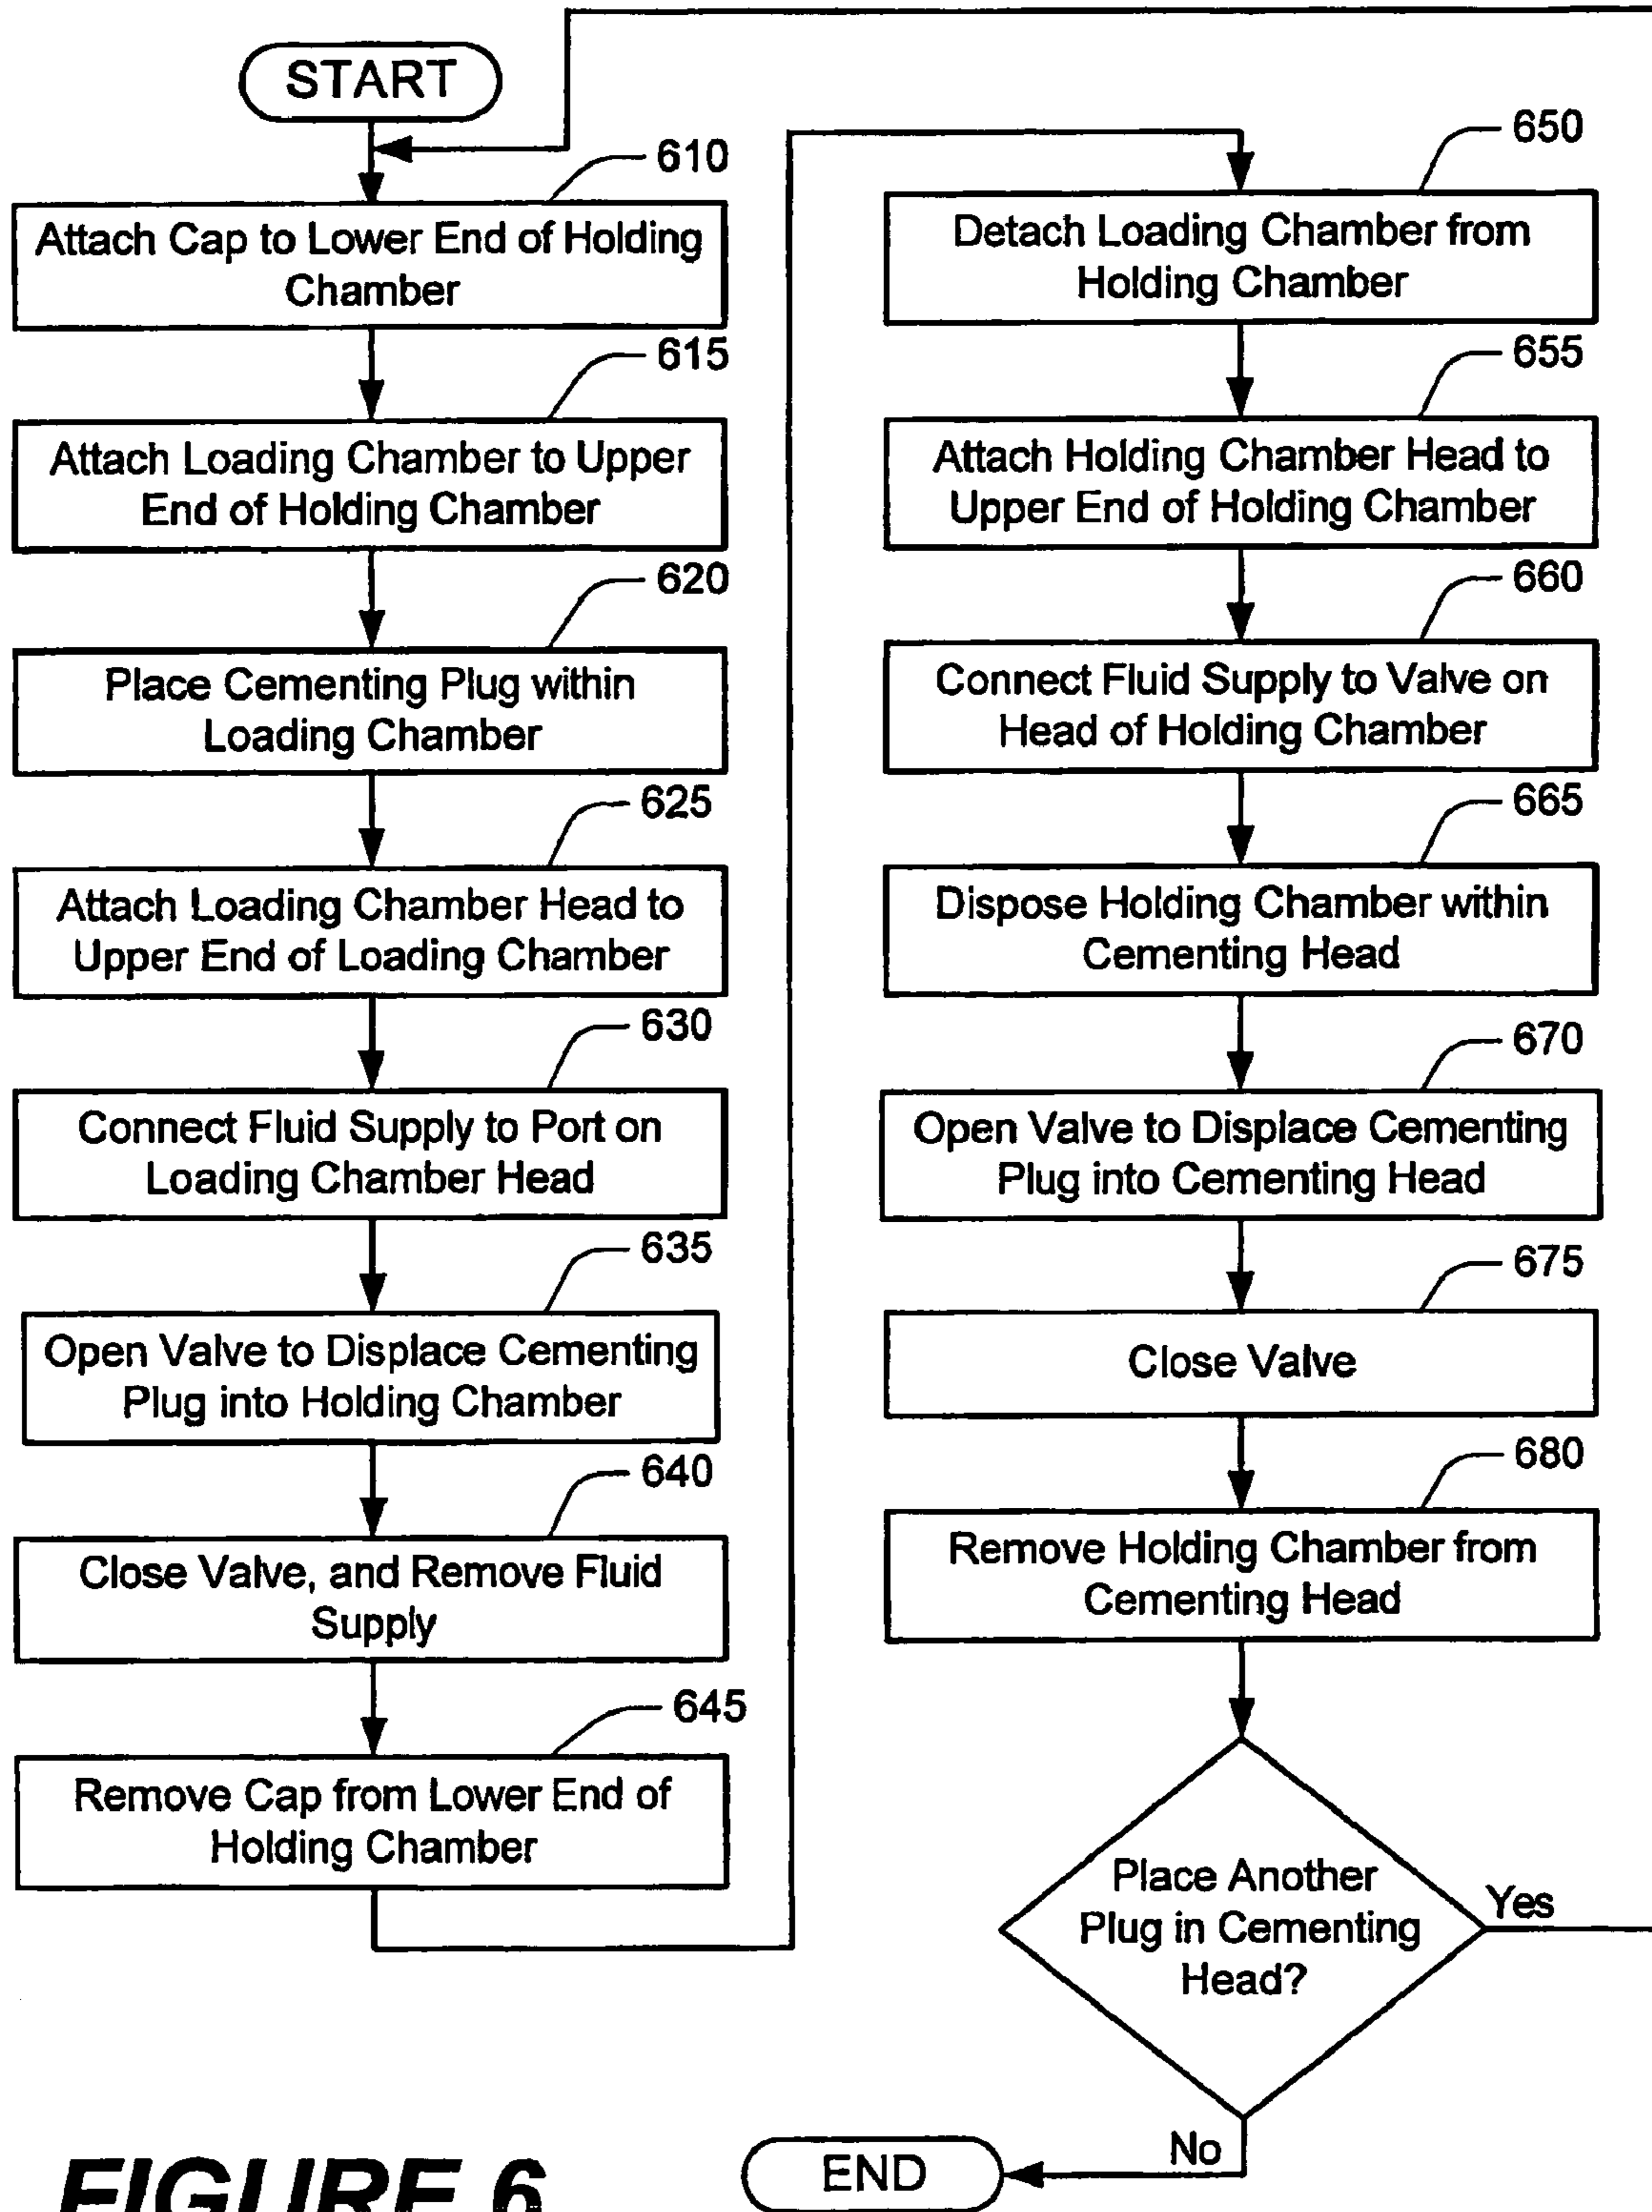 START
610
Attach Cap to Lower End of Holding
Chamber
615
Attach Loading Chamber to Upper
End of Holding Chamber
620
Place Cementing Plug within
Loading Chamber
625
Attach Loading Chamber Head to
Upper End of Loading Chamber
630
Connect Fluid Supply to Port on
Loading Chamber Head
635
Open Valve to Displace Cementing
Plug into Holding Chamber
640
Close Valve, and Remove Fluid
Supply
645
Remove Cap from Lower End of
Holding Chamber
650
Detach Loading Chamber from
Holding Chamber
655
Attach Holding Chamber Head to
Upper End of Holding Chamber
660
Connect Fluid Supply to Valve on
Head of Holding Chamber
665
Dispose Holding Chamber within
Cementing Head
670
Open Valve to Displace Cementing
Plug into Cementing Head
675
Close Valve
680
Remove Holding Chamber from
Cementing Head
Place Another
Plug in Cementing
Head?
Yes
No
END
FIGURE 6